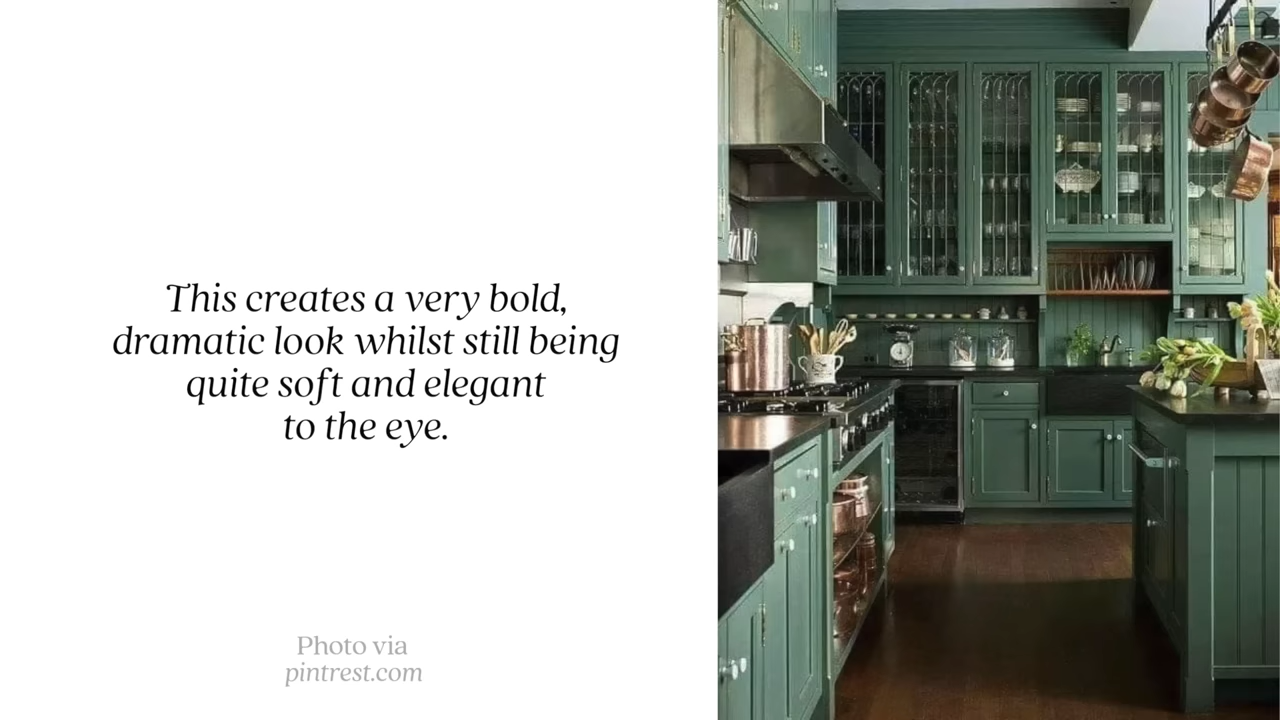 This creates a very bold,
dramatic look whilst still being
quite soft and elegant
to the eye.
Photo via
pintrest.com